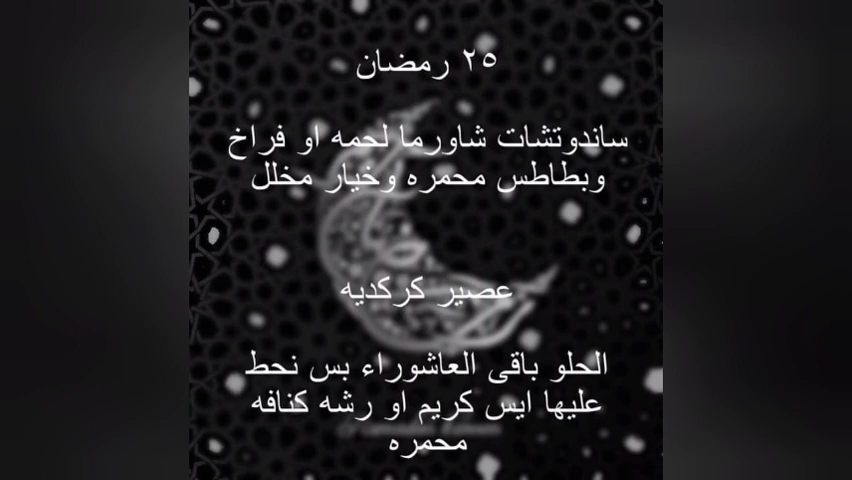 ٢٥ رمضان
ساندوتشات شاورما لحمه او فراخ
وبطاطس محمره وخيار مخلل
عصير كركديه
الحلو باقى العاشوراء بس نحط
عليها ايس كريم او رشه كنافه
محمره